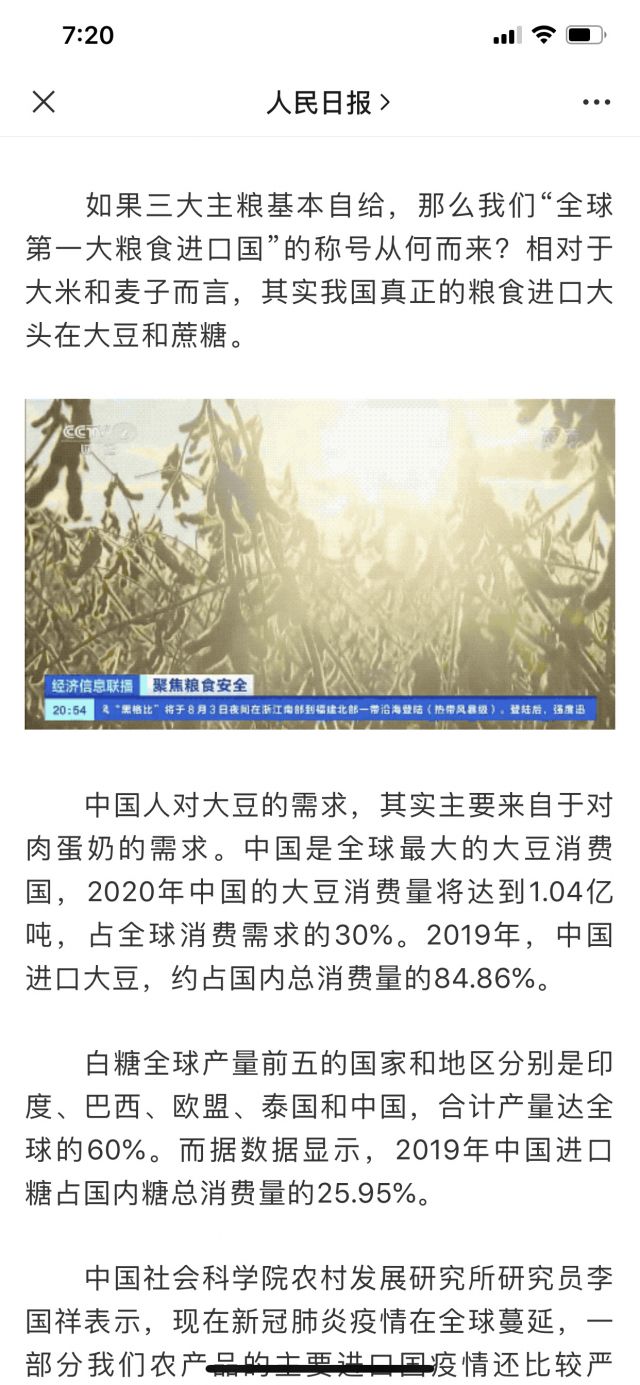 7:20
人民日报
如果三大主粮基本自给，那么我们“全球
第一大粮食进口国”的称号从何而来？相对于
大米和麦子而言，其实我国真正的粮食进口大
头在大豆和蔗糖。
CCTV 2
经济信息联播 聚焦粮食安全
20:54 “黑格比”将于8月3日夜间在浙江南部到福建北部一带沿海登陆（热带风暴级）。登陆后，强度迅
中国人对大豆的需求，其实主要来自于对
肉蛋奶的需求。中国是全球最大的大豆消费
国，2020年中国的大豆消费量将达到1.04亿
吨，占全球消费需求的30%。2019年，中国
进口大豆，约占国内总消费量的84.86%。
白糖全球产量前五的国家和地区分别是印
度、巴西、欧盟、泰国和中国，合计产量达全
球的60%。而据数据显示，2019年中国进口
糖占国内糖总消费量的25.95%。
中国社会科学院农村发展研究所研究员李
国祥表示，现在新冠肺炎疫情在全球蔓延，一
部分我们农产品的主要进口国疫情还比较严